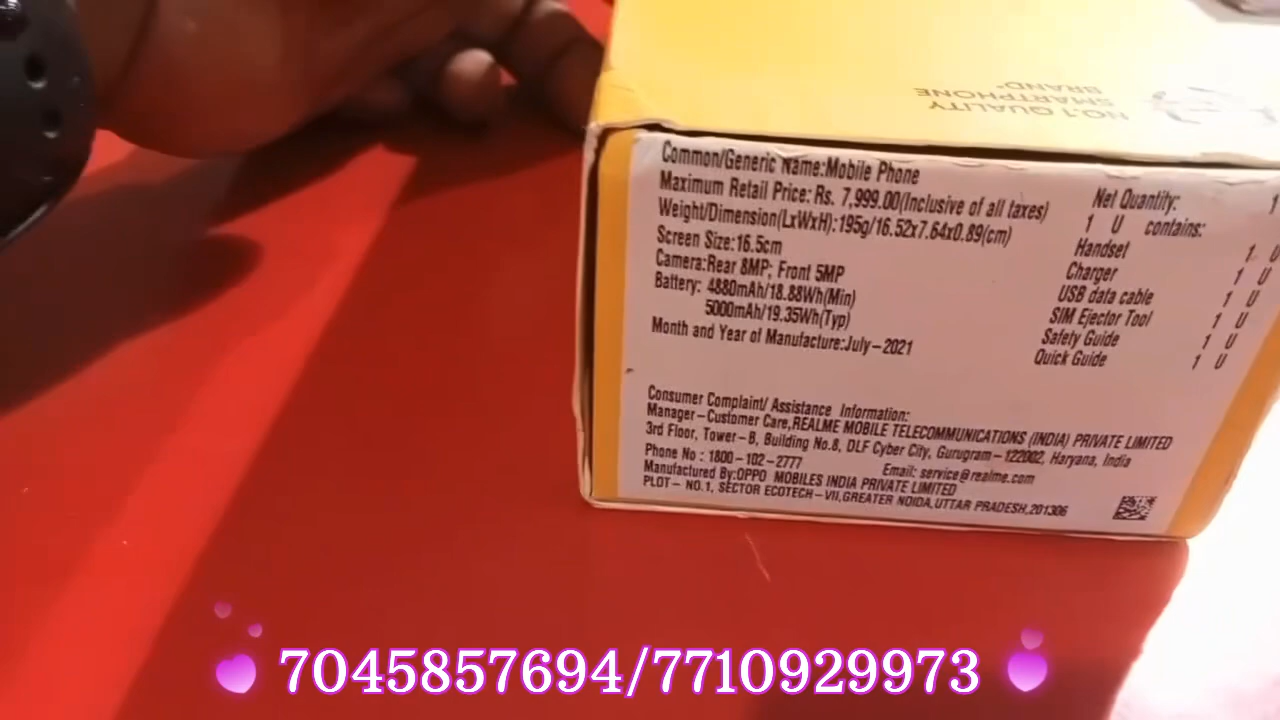 NO.1 QUALITY
SMARTPHONE
BRAND*
Common/Generic Name:Mobile Phone
Maximum Retail Price: Rs. 7,999.00(Inclusive of all taxes)
Weight/Dimension(LxWxH):195g/16.52x7.64x0.89(cm)
Screen Size:16.5cm
Camera:Rear 8MP; Front 5MP
Battery: 4880mAh/18.88Wh(Min)
5000mAh/19.35Wh(Typ)
Month and Year of Manufacture:July-2021
Net Quantity: 1
1 U contains:
Handset 1 U
Charger 1 U
USB data cable 1 U
SIM Ejector Tool 1 U
Safety Guide 1 U
Quick Guide 1 U
Consumer Complaint/ Assistance Information:
Manager-Customer Care,REALME MOBILE TELECOMMUNICATIONS (INDIA) PRIVATE LIMITED
3rd Floor, Tower-B, Building No.8, DLF Cyber City, Gurugram-122002, Haryana, India
Phone No : 1800-102-2777 Email: service@realme.com
Manufactured By:OPPO MOBILES INDIA PRIVATE LIMITED
PLOT- NO.1, SECTOR ECOTECH-VII,GREATER NOIDA,UTTAR PRADESH,201306
7045857694/7710929973